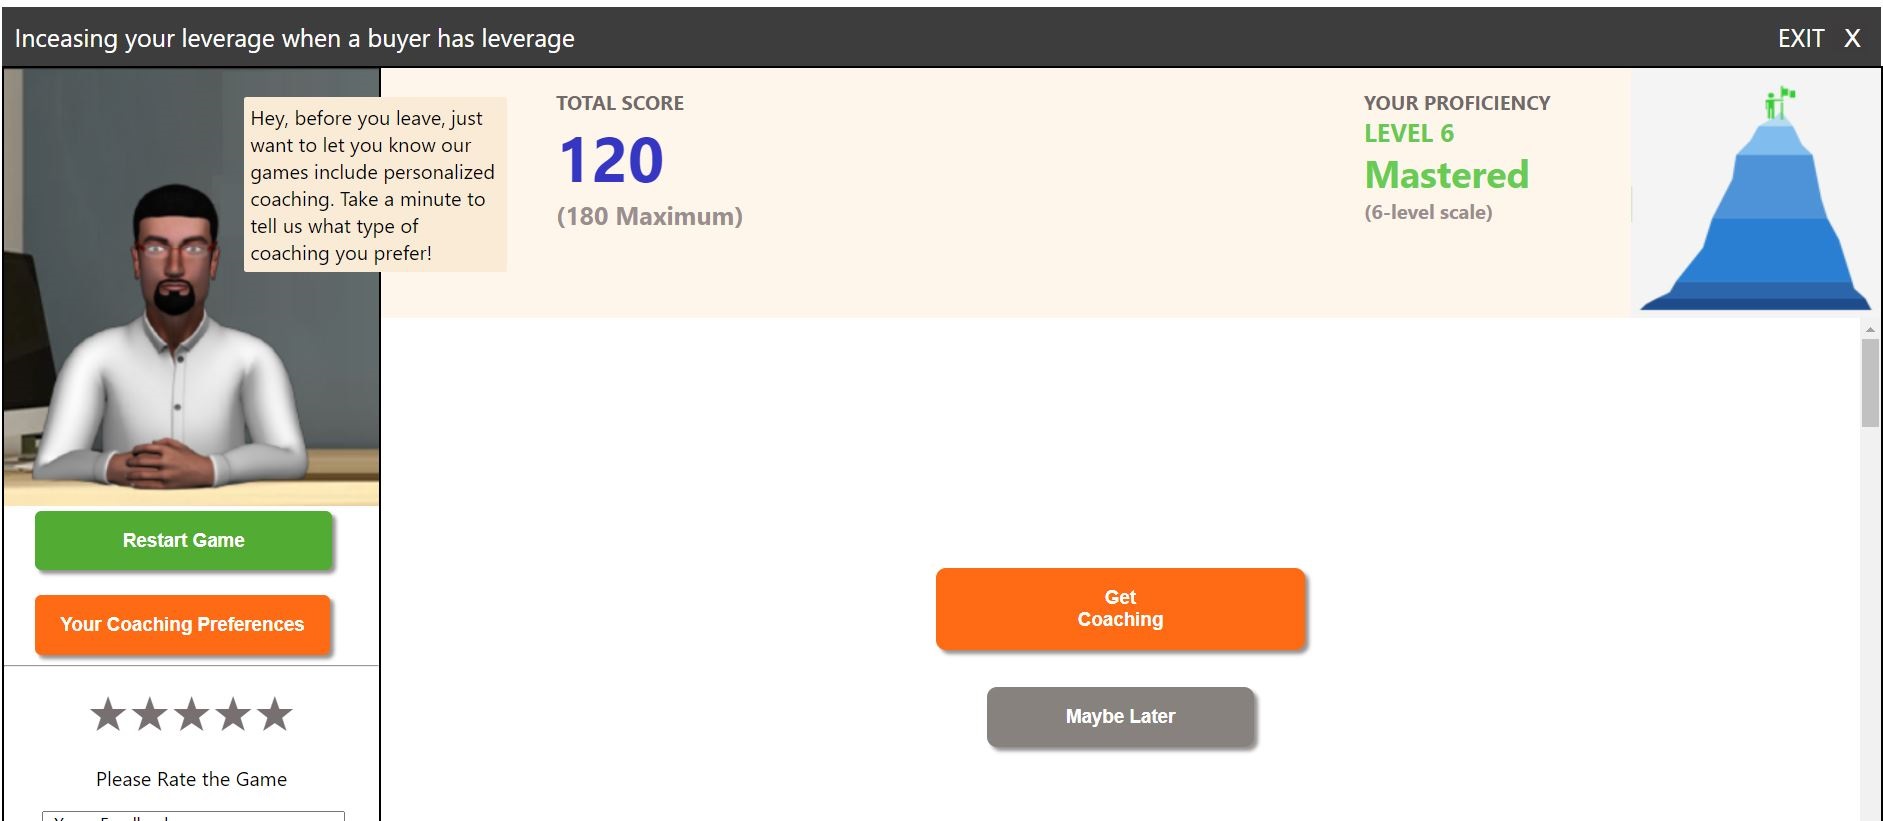 Inceasing your leverage when a buyer has leverage
EXIT X
Hey, before you leave, just
want to let you know our
games include personalized
coaching. Take a minute to
tell us what type of
coaching you prefer!
TOTAL SCORE
120
(180 Maximum)
YOUR PROFICIENCY
LEVEL 6
Mastered
(6-level scale)
Restart Game
Your Coaching Preferences
Get
Coaching
Maybe Later
Please Rate the Game